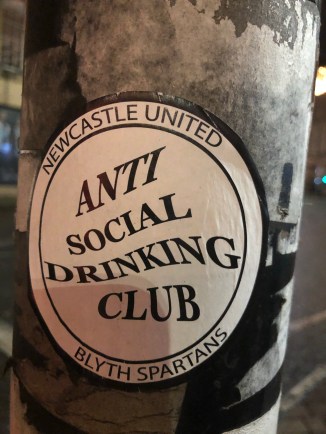 NEWCASTLE UNITED
ANTI
SOCIAL
DRINKING
CLUB
BLYTH SPARTANS